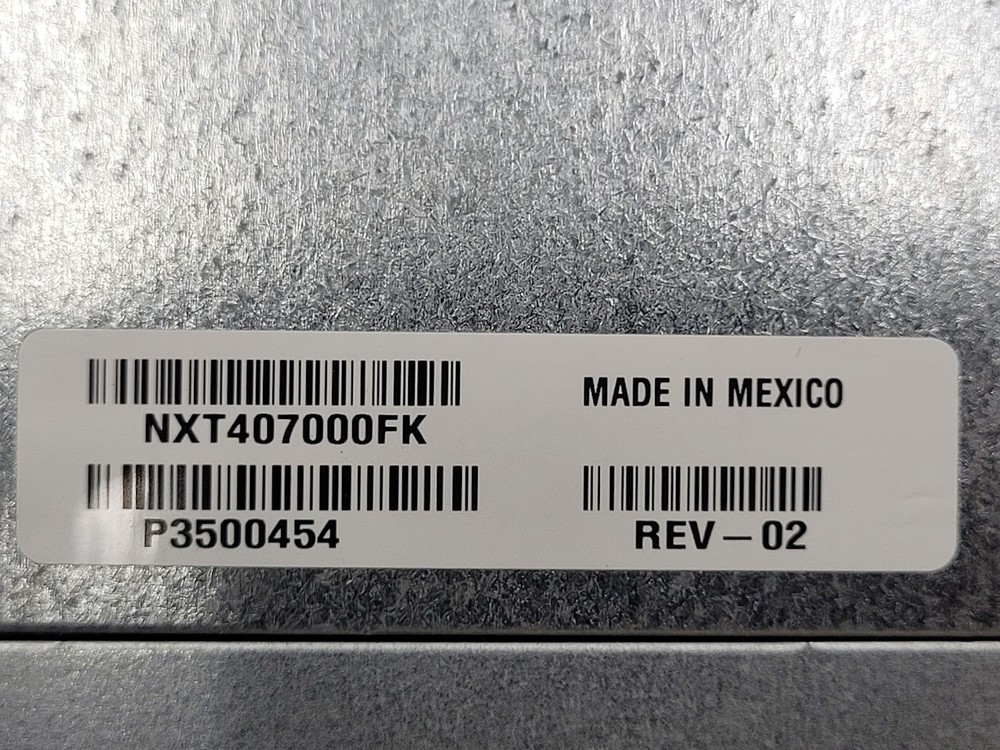 NXT407000FK
MADE IN MEXICO
P3500454
REV-02